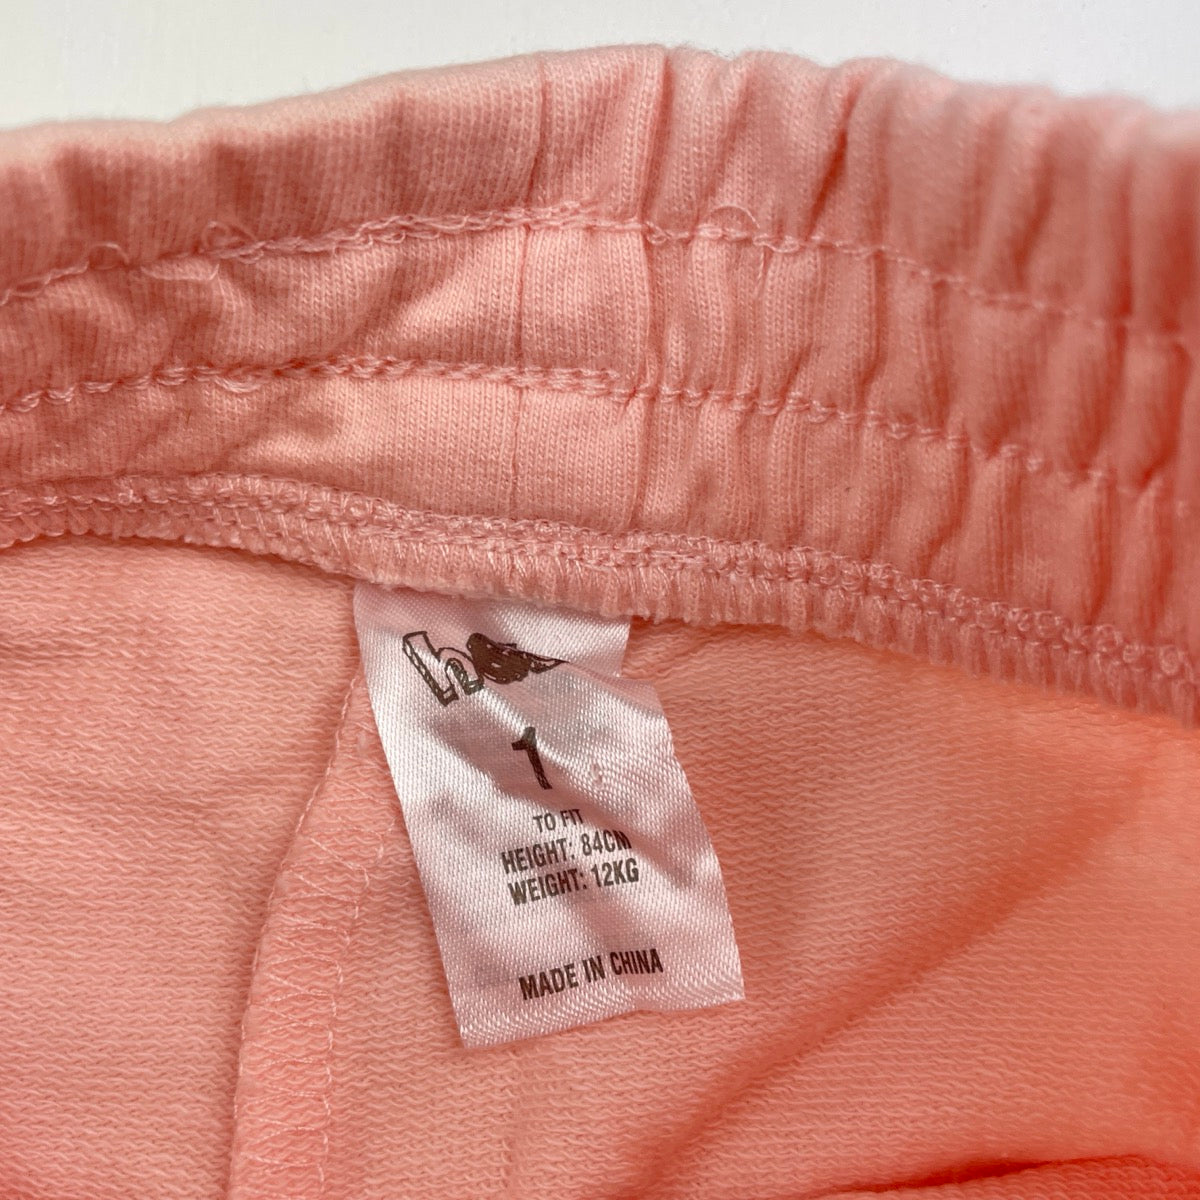 1
TO FIT
HEIGHT: 84CM
WEIGHT: 12KG
MADE IN CHINA